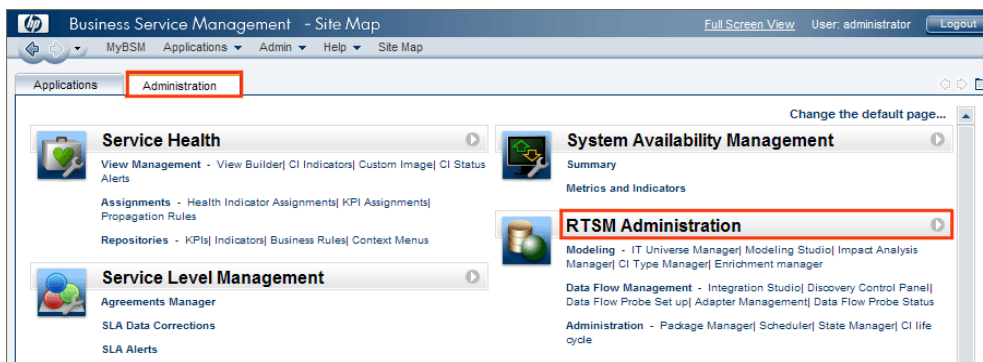 hp Business Service Management - Site Map Full Screen View User: administrator Logout
MyBSM Applications Admin Help Site Map
Applications Administration
Change the default page...
Service Health
View Management - View Builder| CI Indicators| Custom Image| CI Status
Alerts
Assignments - Health Indicator Assignments| KPI Assignments|
Propagation Rules
Repositories - KPIs| Indicators| Business Rules| Context Menus
Service Level Management
Agreements Manager
SLA Data Corrections
SLA Alerts
System Availability Management
Summary
Metrics and Indicators
RTSM Administration
Modeling - IT Universe Manager| Modeling Studio| Impact Analysis
Manager| CI Type Manager| Enrichment manager
Data Flow Management - Integration Studio| Discovery Control Panel|
Data Flow Probe Set up| Adapter Management| Data Flow Probe Status
Administration - Package Manager| Scheduler| State Manager| CI life
cycle